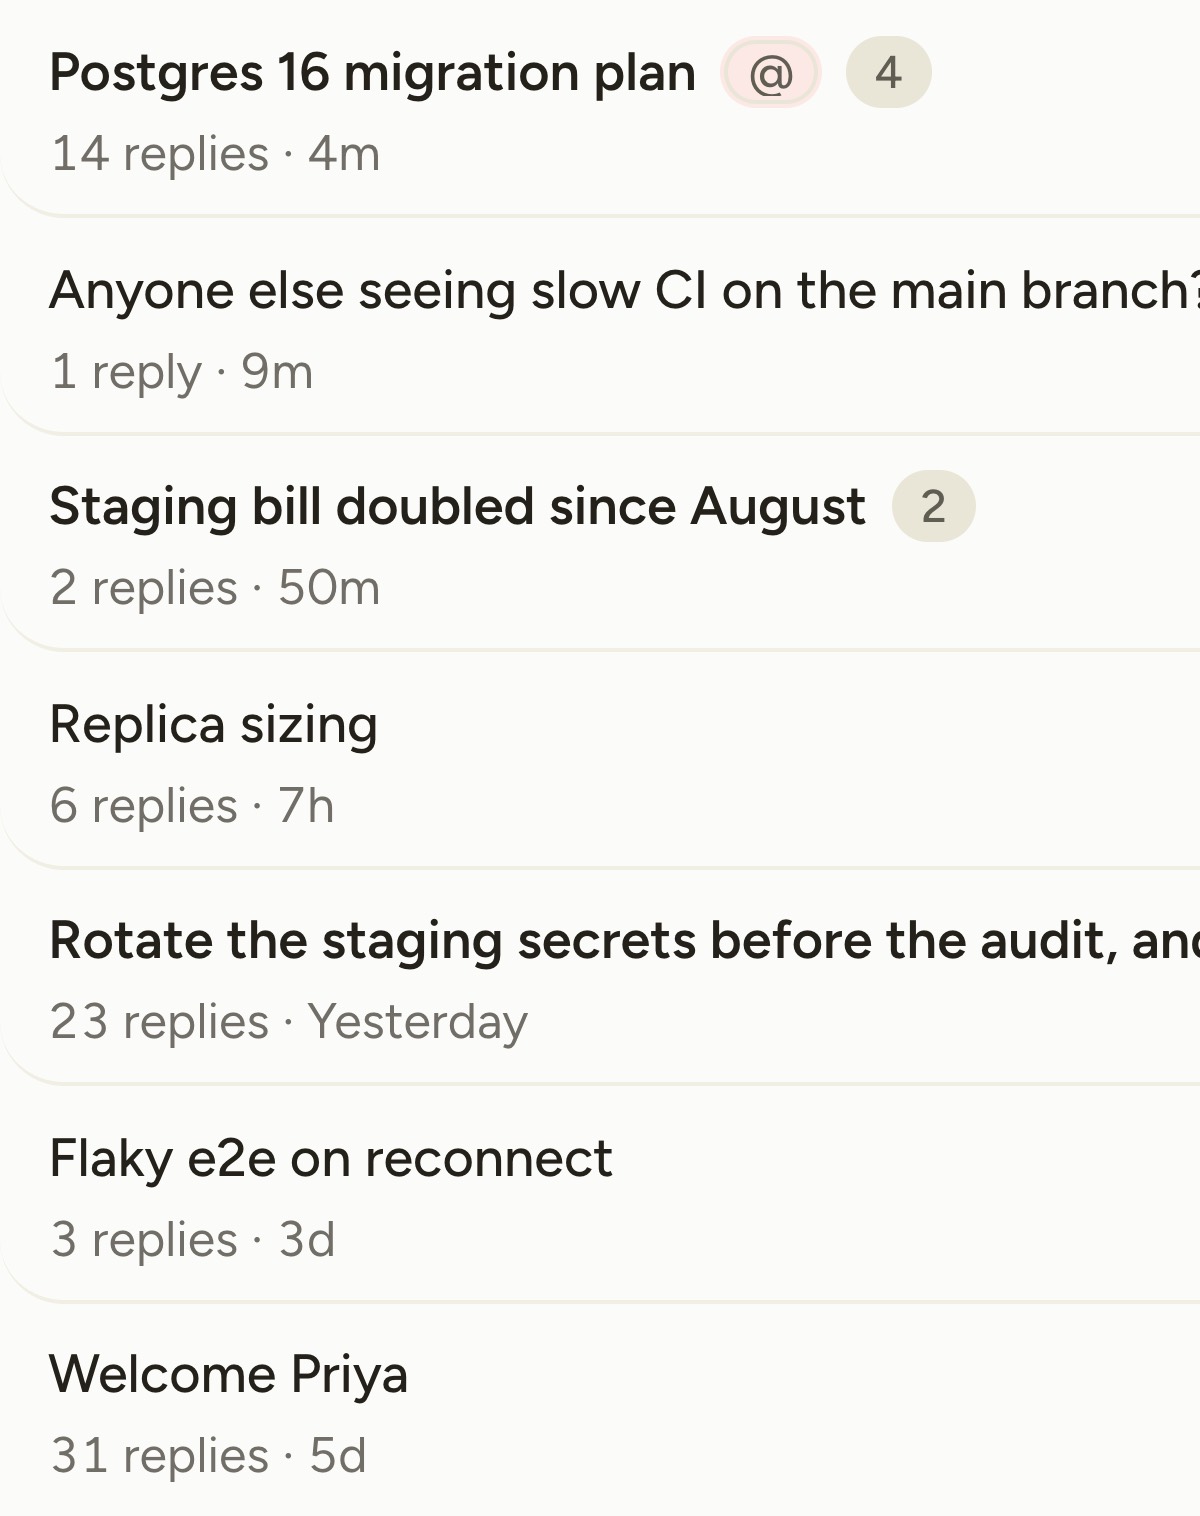 Postgres 16 migration plan @ 4
14 replies · 4m
Anyone else seeing slow CI on the main branch?
1 reply · 9m
Staging bill doubled since August 2
2 replies · 50m
Replica sizing
6 replies · 7h
Rotate the staging secrets before the audit,
23 replies · Yesterday
Flaky e2e on reconnect
3 replies · 3d
Welcome Priya
31 replies · 5d